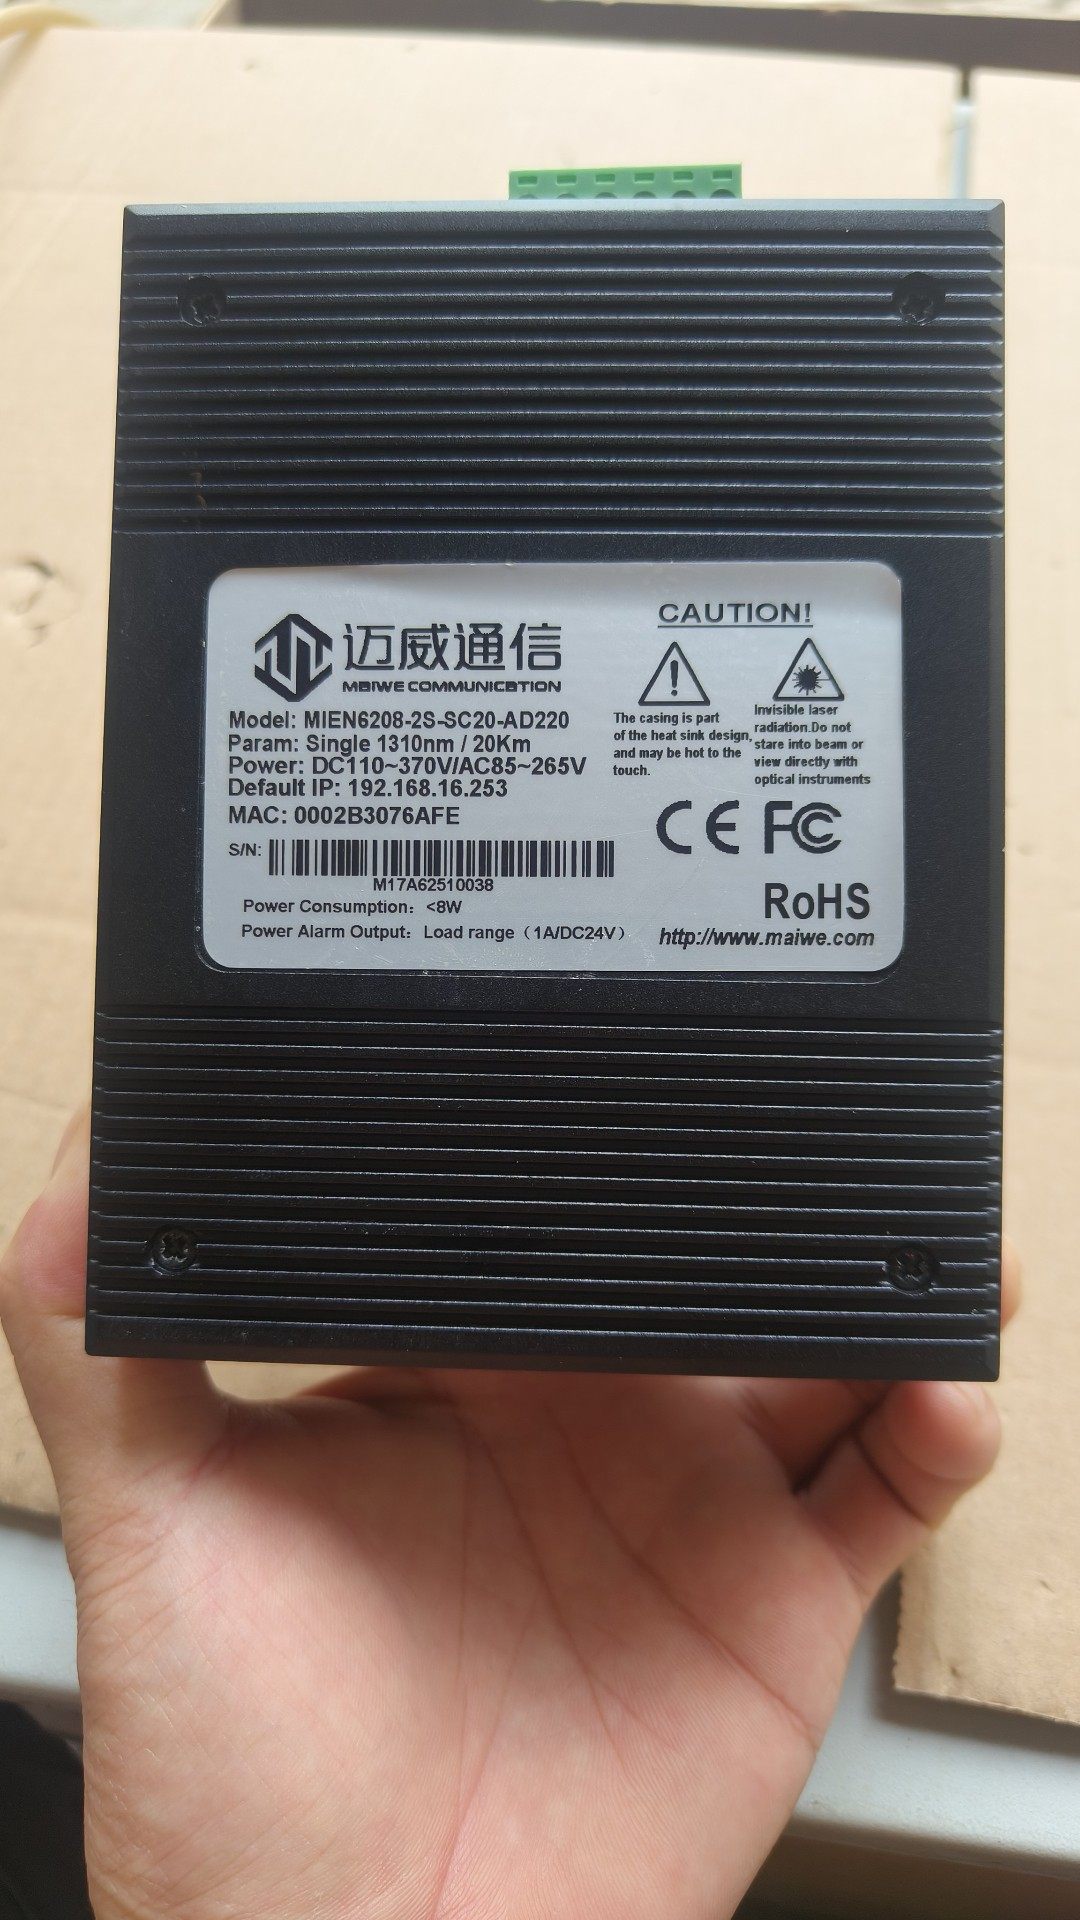 迈威通信
MAIWE COMMUNICATION
Model: MIEN6208-2S-SC20-AD220
Param: Single 1310nm / 20Km
Power: DC110~370V/AC85~265V
Default IP: 192.168.16.253
MAC: 0002B3076AFE
S/N:
M17A62510038
Power Consumption: <8W
Power Alarm Output: Load range（1A/DC24V）
CAUTION!
The casing is part
of the heat sink design,
and may be hot to the
touch.
Invisible laser
radiation.Do not
stare into beam or
view directly with
optical instruments
CE FC
RoHS
http://www.maiwe.com